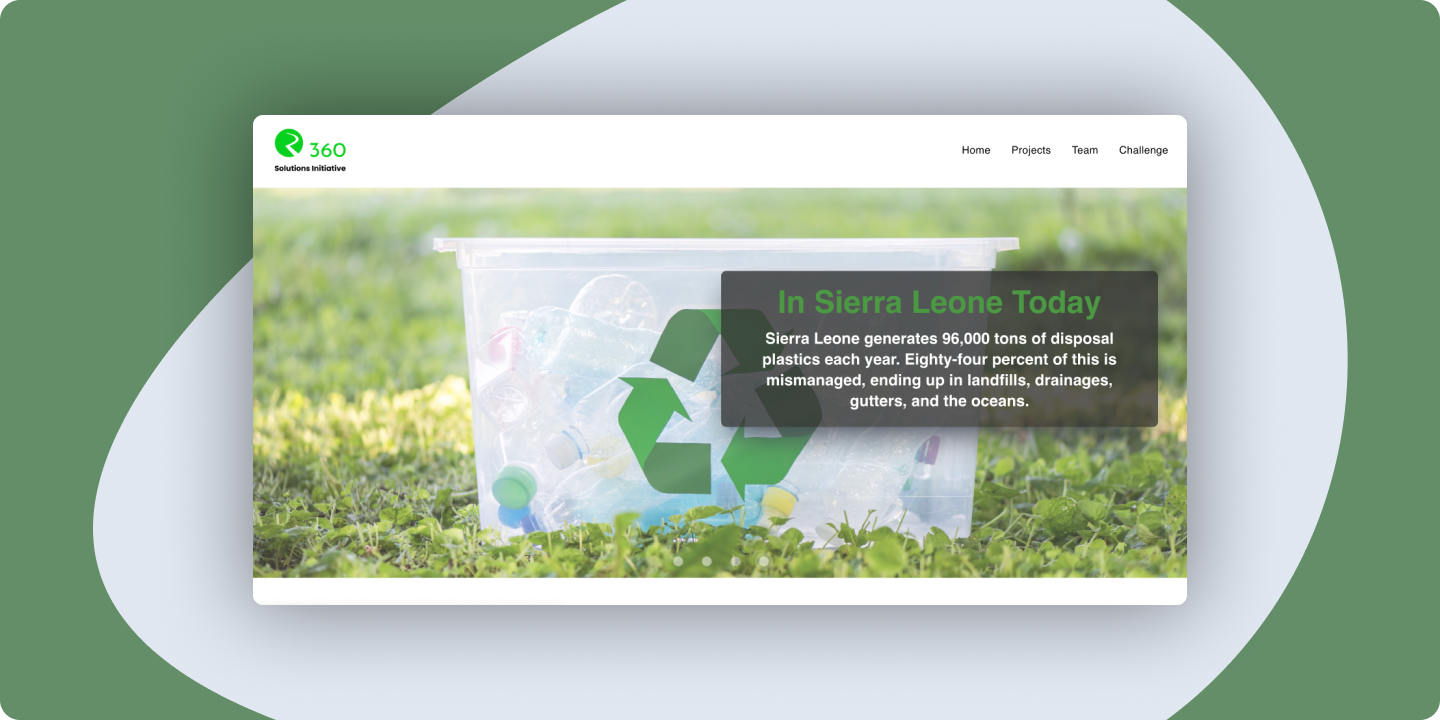 360
Solutions Initiative
Home Projects Team Challenge
In Sierra Leone Today
Sierra Leone generates 96,000 tons of disposal
plastics each year. Eighty-four percent of this is
mismanaged, ending up in landfills, drainages,
gutters, and the oceans.